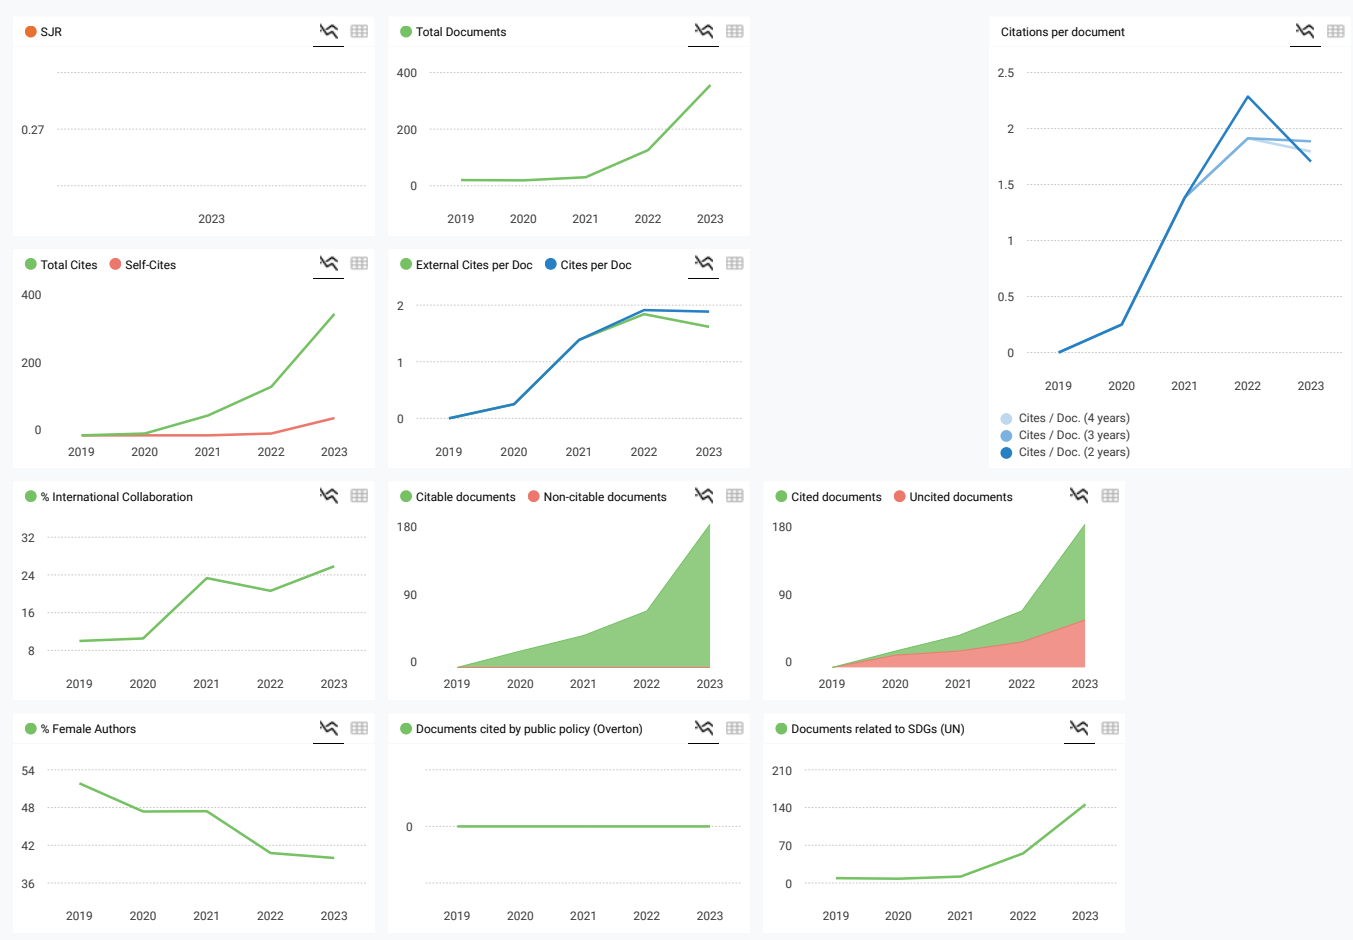 SJR
0.27
2023
Total Documents
400
200
0
2019 2020 2021 2022 2023
Citations per document
2.5
2
1.5
1
0.5
0
2019 2020 2021 2022 2023
Cites / Doc. (4 years)
Cites / Doc. (3 years)
Cites / Doc. (2 years)
Total Cites Self-Cites
400
200
0
2019 2020 2021 2022 2023
External Cites per Doc Cites per Doc
2
1
0
2019 2020 2021 2022 2023
% International Collaboration
32
24
16
8
2019 2020 2021 2022 2023
Citable documents Non-citable documents
180
90
0
2019 2020 2021 2022 2023
Cited documents Uncited documents
180
90
0
2019 2020 2021 2022 2023
% Female Authors
54
48
42
36
2019 2020 2021 2022 2023
Documents cited by public policy (Overton)
0
2019 2020 2021 2022 2023
Documents related to SDGs (UN)
210
140
70
0
2019 2020 2021 2022 2023